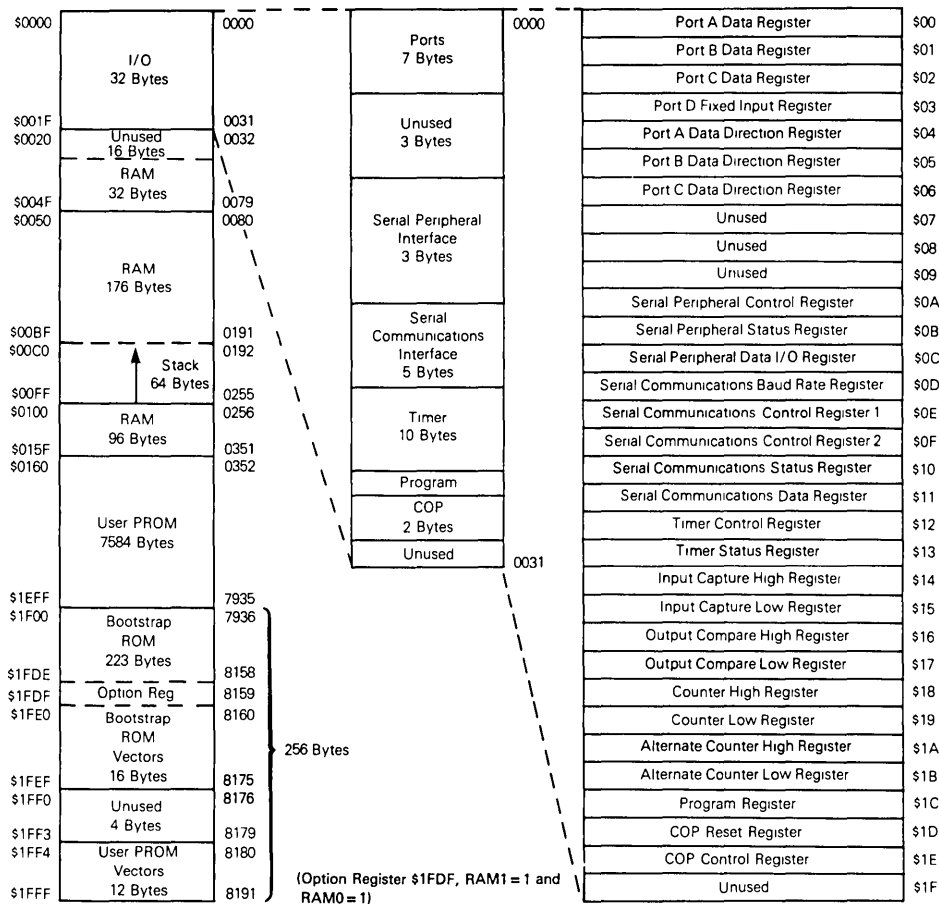 $0000
0000
I/O
32 Bytes
$001F
0031
$0020
0032
Unused
16 Bytes
RAM
32 Bytes
$004F
0079
$0050
0080
RAM
176 Bytes
$00BF
0191
$00C0
0192
Stack
64 Bytes
$00FF
0255
$0100
0256
RAM
96 Bytes
$015F
0351
$0160
0352
User PROM
7584 Bytes
$1EFF
7935
$1F00
7936
Bootstrap
ROM
223 Bytes
$1FDE
8158
$1FDF
Option Reg
8159
$1FE0
8160
Bootstrap
ROM
Vectors
16 Bytes
$1FEF
8175
$1FF0
8176
Unused
4 Bytes
$1FF3
8179
$1FF4
8180
User PROM
Vectors
12 Bytes
$1FFF
8191
256 Bytes
0000
Ports
7 Bytes
Unused
3 Bytes
Serial Peripheral
Interface
3 Bytes
Serial
Communications
Interface
5 Bytes
Timer
10 Bytes
Program
COP
2 Bytes
Unused
0031
(Option Register $1FDF, RAM1 = 1 and
RAM0 = 1)
Port A Data Register $00
Port B Data Register $01
Port C Data Register $02
Port D Fixed Input Register $03
Port A Data Direction Register $04
Port B Data Direction Register $05
Port C Data Direction Register $06
Unused $07
Unused $08
Unused $09
Serial Peripheral Control Register $0A
Serial Peripheral Status Register $0B
Serial Peripheral Data I/O Register $0C
Serial Communications Baud Rate Register $0D
Serial Communications Control Register 1 $0E
Serial Communications Control Register 2 $0F
Serial Communications Status Register $10
Serial Communications Data Register $11
Timer Control Register $12
Timer Status Register $13
Input Capture High Register $14
Input Capture Low Register $15
Output Compare High Register $16
Output Compare Low Register $17
Counter High Register $18
Counter Low Register $19
Alternate Counter High Register $1A
Alternate Counter Low Register $1B
Program Register $1C
COP Reset Register $1D
COP Control Register $1E
Unused $1F